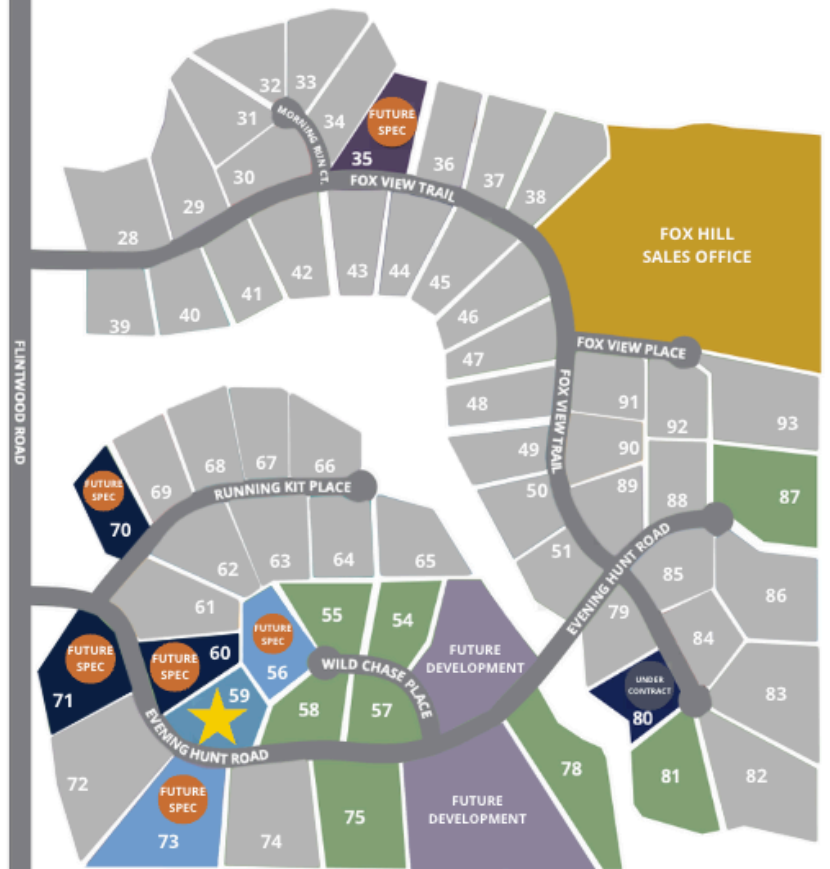 32
33
31
MORNING RUN CT.
34
FUTURE
SPEC
35
36
37
38
30
29
28
FOX VIEW TRAIL
39
40
41
42
43
44
45
46
47
48
49
50
51
FOX HILL
SALES OFFICE
FOX VIEW PLACE
FOX VIEW TRAIL
91
92
93
90
89
88
87
FLINTWOOD ROAD
FUTURE
SPEC
70
69
68
67
66
RUNNING KIT PLACE
62
63
64
65
61
EVENING HUNT ROAD
85
86
79
84
83
UNDER
CONTRACT
80
81
82
FUTURE
SPEC
71
FUTURE
SPEC
60
FUTURE
SPEC
56
55
54
WILD CHASE PLACE
FUTURE
DEVELOPMENT
59
58
57
EVENING HUNT ROAD
72
FUTURE
SPEC
73
74
75
FUTURE
DEVELOPMENT
78